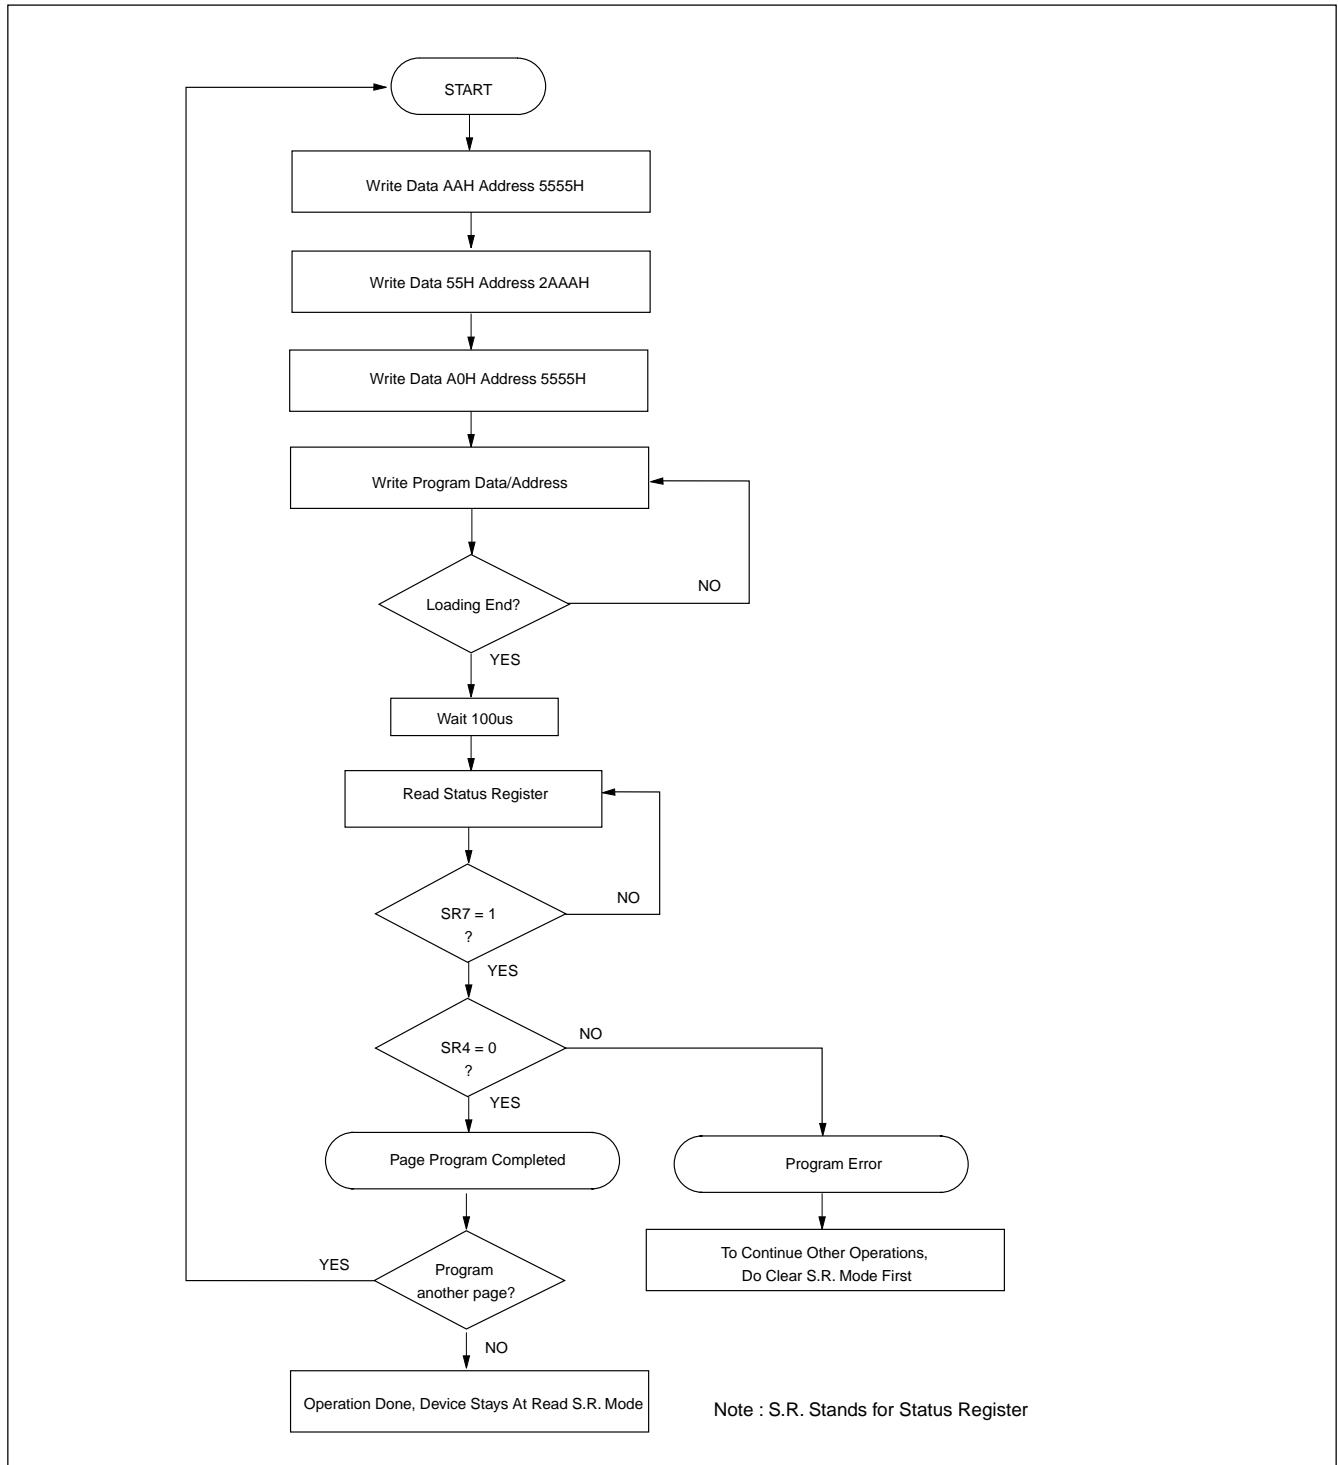 START
Write Data AAH Address 5555H
Write Data 55H Address 2AAAH
Write Data A0H Address 5555H
Write Program Data/Address
NO
Loading End?
YES
Wait 100us
Read Status Register
NO
SR7 = 1
?
YES
NO
SR4 = 0
?
YES
Page Program Completed
Program Error
To Continue Other Operations,
Do Clear S.R. Mode First
YES
Program
another page?
NO
Operation Done, Device Stays At Read S.R. Mode
Note : S.R. Stands for Status Register